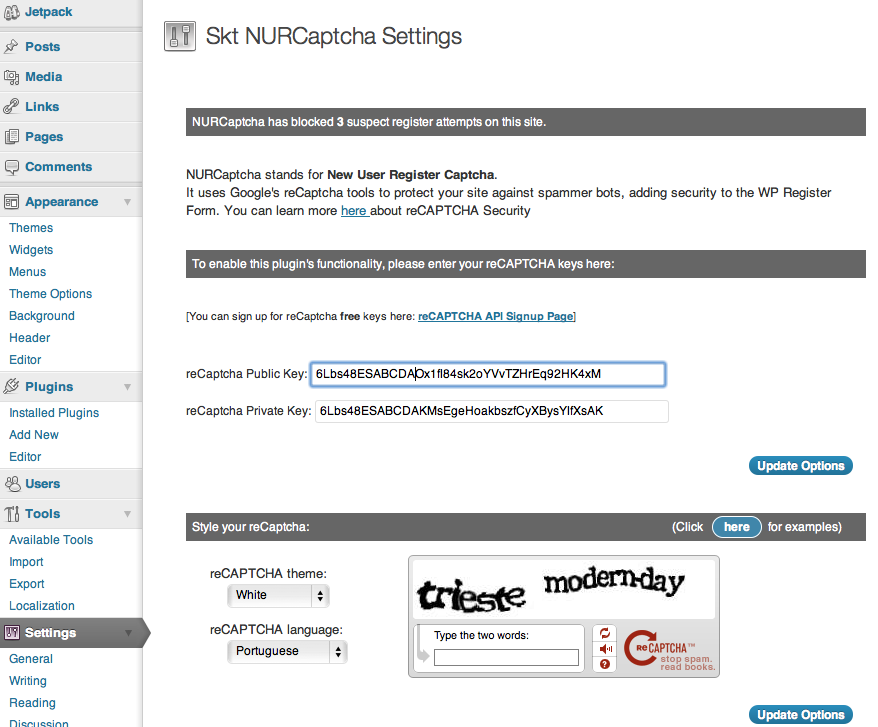 Jetpack
Posts
Media
Links
Pages
Comments
Appearance
Themes
Widgets
Menus
Theme Options
Background
Header
Editor
Plugins
Installed Plugins
Add New
Editor
Users
Tools
Available Tools
Import
Export
Localization
Settings
General
Writing
Reading
Discussion
Skt NURCaptcha Settings
NURCaptcha has blocked 3 suspect register attempts on this site.
NURCaptcha stands for New User Register Captcha.
It uses Google's reCaptcha tools to protect your site against spammer bots, adding security to the WP Register
Form. You can learn more here about reCAPTCHA Security
To enable this plugin's functionality, please enter your reCAPTCHA keys here:
[You can sign up for reCaptcha free keys here: reCAPTCHA API Signup Page]
reCaptcha Public Key: 6Lbs48ESABCDAOx1fl84sk2oYVvTZHrEq92HK4xM
reCaptcha Private Key: 6Lbs48ESABCDAKMsEgeHoakbszfCyXBysYlfXsAK
Update Options
Style your reCaptcha: (Click here for examples)
reCAPTCHA theme:
White
reCAPTCHA language:
Portuguese
trieste modern-day
Type the two words:
?
ReCAPTCHA™
stop spam.
read books.
Update Options